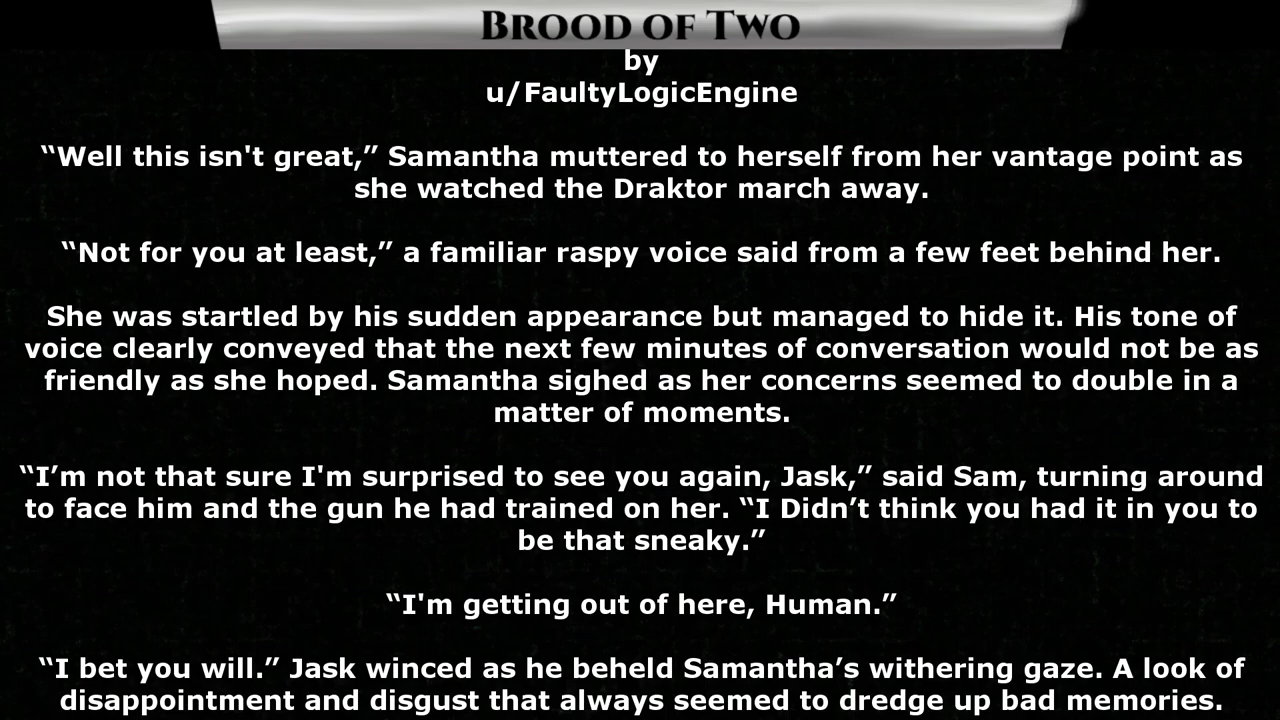 Brood of Two
by
u/FaultyLogicEngine
“Well this isn't great,” Samantha muttered to herself from her vantage point as
she watched the Draktor march away.
“Not for you at least,” a familiar raspy voice said from a few feet behind her.
She was startled by his sudden appearance but managed to hide it. His tone of
voice clearly conveyed that the next few minutes of conversation would not be as
friendly as she hoped. Samantha sighed as her concerns seemed to double in a
matter of moments.
“I’m not that sure I'm surprised to see you again, Jask,” said Sam, turning around
to face him and the gun he had trained on her. “I Didn’t think you had it in you to
be that sneaky.”
“I'm getting out of here, Human.”
“I bet you will.” Jask winced as he beheld Samantha’s withering gaze. A look of
disappointment and disgust that always seemed to dredge up bad memories.